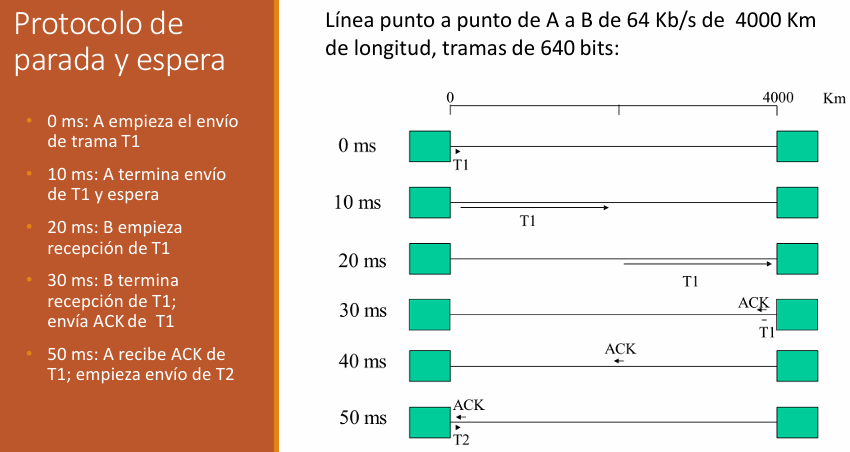 Protocolo de
parada y espera
• 0 ms: A empieza el envío
de trama T1
• 10 ms: A termina envío
de T1 y espera
• 20 ms: B empieza
recepción de T1
• 30 ms: B termina
recepción de T1;
envía ACK de T1
• 50 ms: A recibe ACK de
T1; empieza envío de T2
Línea punto a punto de A a B de 64 Kb/s de 4000 Km
de longitud, tramas de 640 bits:
0 4000 Km
0 ms
T1
10 ms
T1
20 ms
T1
30 ms ACK
T1
40 ms ACK
50 ms ACK
T2